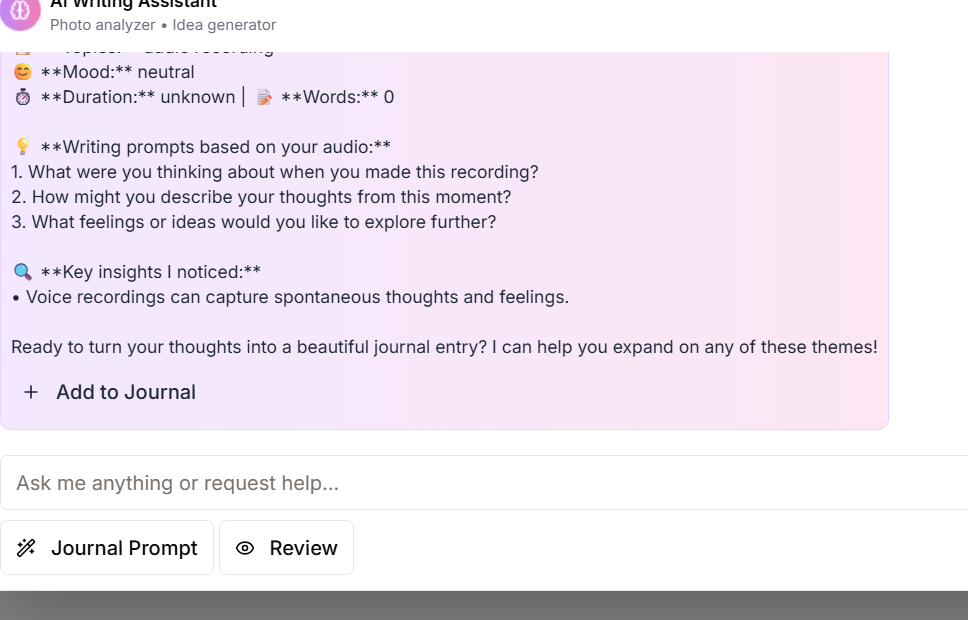 AI Writing Assistant
Photo analyzer • Idea generator
**Topics:** audio recording
😊 **Mood:** neutral
⏱️ **Duration:** unknown | 📝 **Words:** 0
💡 **Writing prompts based on your audio:**
1. What were you thinking about when you made this recording?
2. How might you describe your thoughts from this moment?
3. What feelings or ideas would you like to explore further?
🔍 **Key insights I noticed:**
• Voice recordings can capture spontaneous thoughts and feelings.
Ready to turn your thoughts into a beautiful journal entry? I can help you expand on any of these themes!
+ Add to Journal
Ask me anything or request help...
Journal Prompt Review